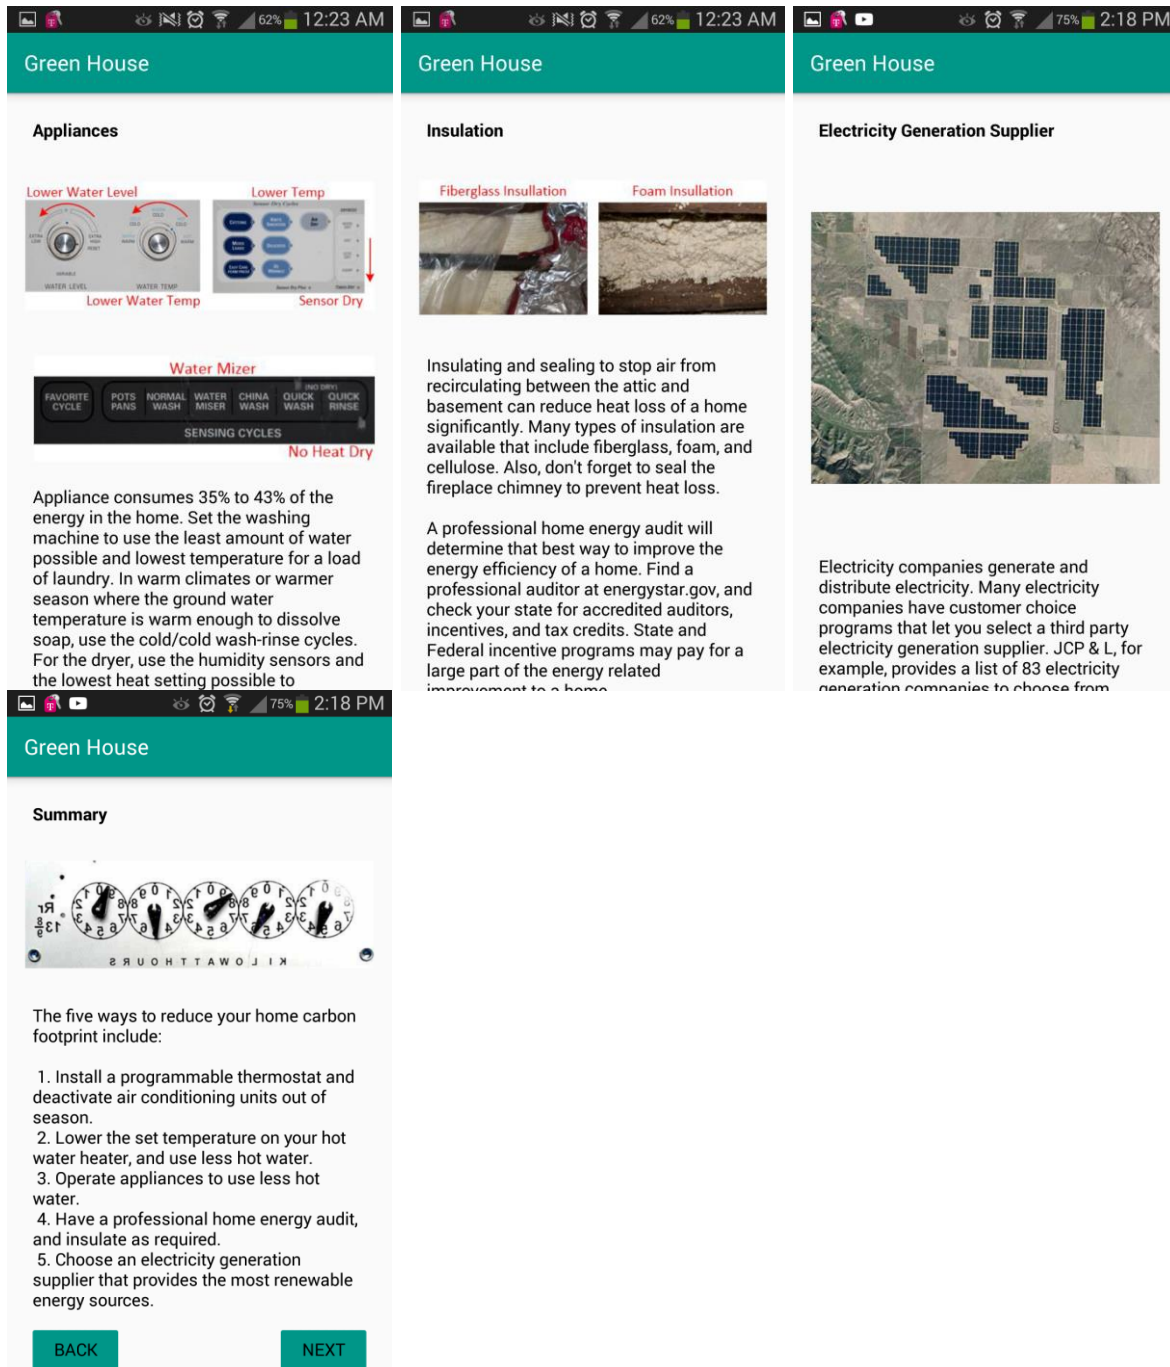 62% 12:23 AM
Green House
Appliances
Lower Water Level
Lower Temp
Sensor Dry Cycle
WATER LEVEL
WATER TEMP
Lower Water Temp
Sensor Dry
Water Mizer
FAVORITE CYCLE
POTS PANS
NORMAL WASH
WATER MISER
CHINA WASH
(NO DRY)
QUICK WASH
QUICK RINSE
SENSING CYCLES
No Heat Dry
Appliance consumes 35% to 43% of the
energy in the home. Set the washing
machine to use the least amount of water
possible and lowest temperature for a load
of laundry. In warm climates or warmer
season where the ground water
temperature is warm enough to dissolve
soap, use the cold/cold wash-rinse cycles.
For the dryer, use the humidity sensors and
the lowest heat setting possible to
62% 12:23 AM
Green House
Insulation
Fiberglass Insullation
Foam Insullation
Insulating and sealing to stop air from
recirculating between the attic and
basement can reduce heat loss of a home
significantly. Many types of insulation are
available that include fiberglass, foam, and
cellulose. Also, don't forget to seal the
fireplace chimney to prevent heat loss.
A professional home energy audit will
determine that best way to improve the
energy efficiency of a home. Find a
professional auditor at energystar.gov, and
check your state for accredited auditors,
incentives, and tax credits. State and
Federal incentive programs may pay for a
large part of the energy related
improvement to a home
75% 2:18 PM
Green House
Electricity Generation Supplier
Electricity companies generate and
distribute electricity. Many electricity
companies have customer choice
programs that let you select a third party
electricity generation supplier. JCP & L, for
example, provides a list of 83 electricity
generation companies to choose from
75% 2:18 PM
Green House
Summary
KILOWATTHOURS
The five ways to reduce your home carbon
footprint include:
1. Install a programmable thermostat and
deactivate air conditioning units out of
season.
2. Lower the set temperature on your hot
water heater, and use less hot water.
3. Operate appliances to use less hot
water.
4. Have a professional home energy audit,
and insulate as required.
5. Choose an electricity generation
supplier that provides the most renewable
energy sources.
BACK
NEXT